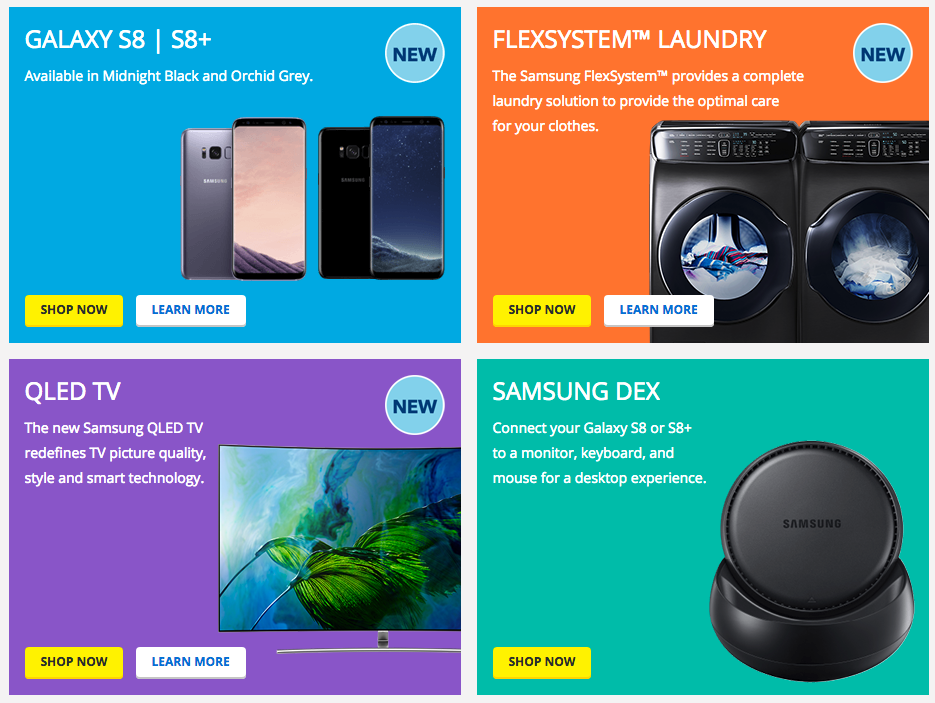 GALAXY S8 | S8+
NEW
Available in Midnight Black and Orchid Grey.
SAMSUNG
SAMSUNG
SHOP NOW
LEARN MORE
FLEXSYSTEM™ LAUNDRY
NEW
The Samsung FlexSystem™ provides a complete
laundry solution to provide the optimal care
for your clothes.
SHOP NOW
LEARN MORE
QLED TV
NEW
The new Samsung QLED TV
redefines TV picture quality,
style and smart technology.
SHOP NOW
LEARN MORE
SAMSUNG DEX
Connect your Galaxy S8 or S8+
to a monitor, keyboard, and
mouse for a desktop experience.
SAMSUNG
SHOP NOW